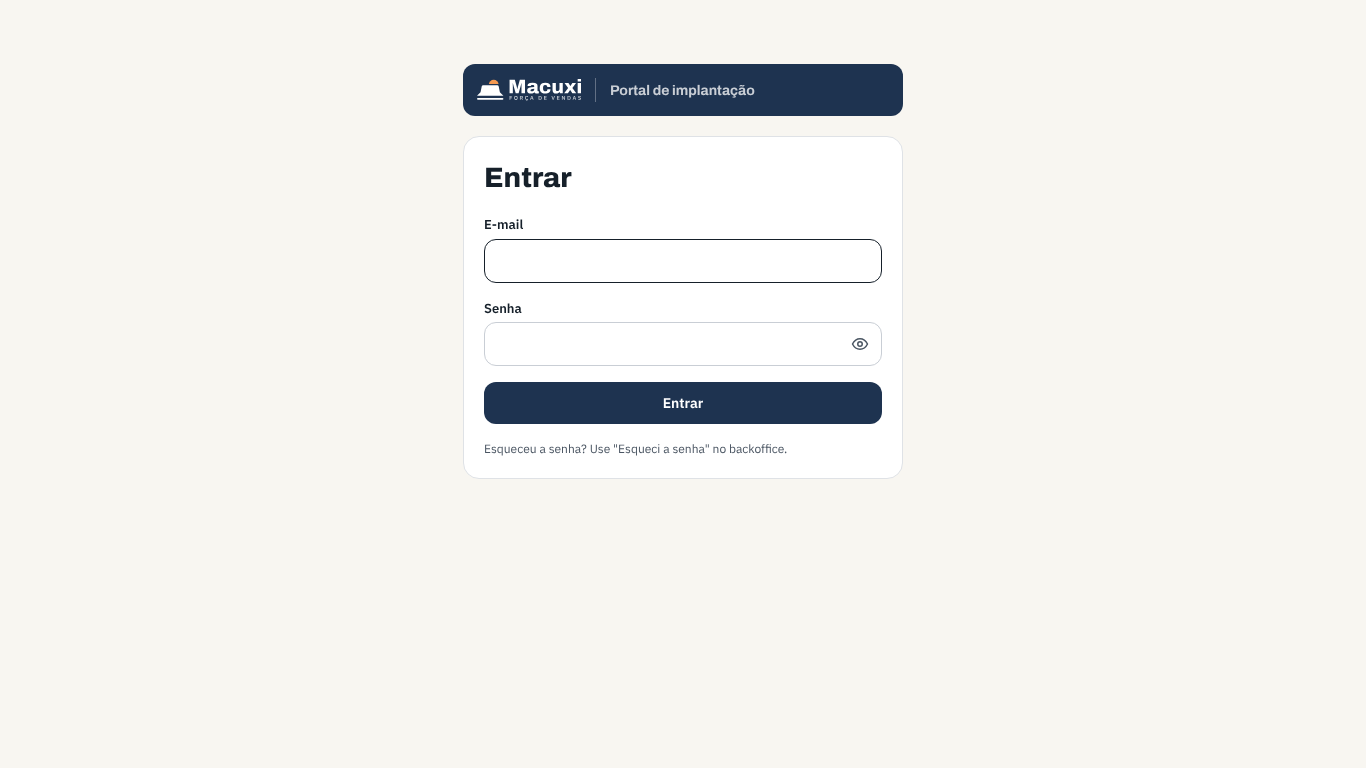 Macuxi
FORÇA DE VENDAS
Portal de implantação
Entrar
E-mail
Senha
Entrar
Esqueceu a senha? Use "Esqueci a senha" no backoffice.